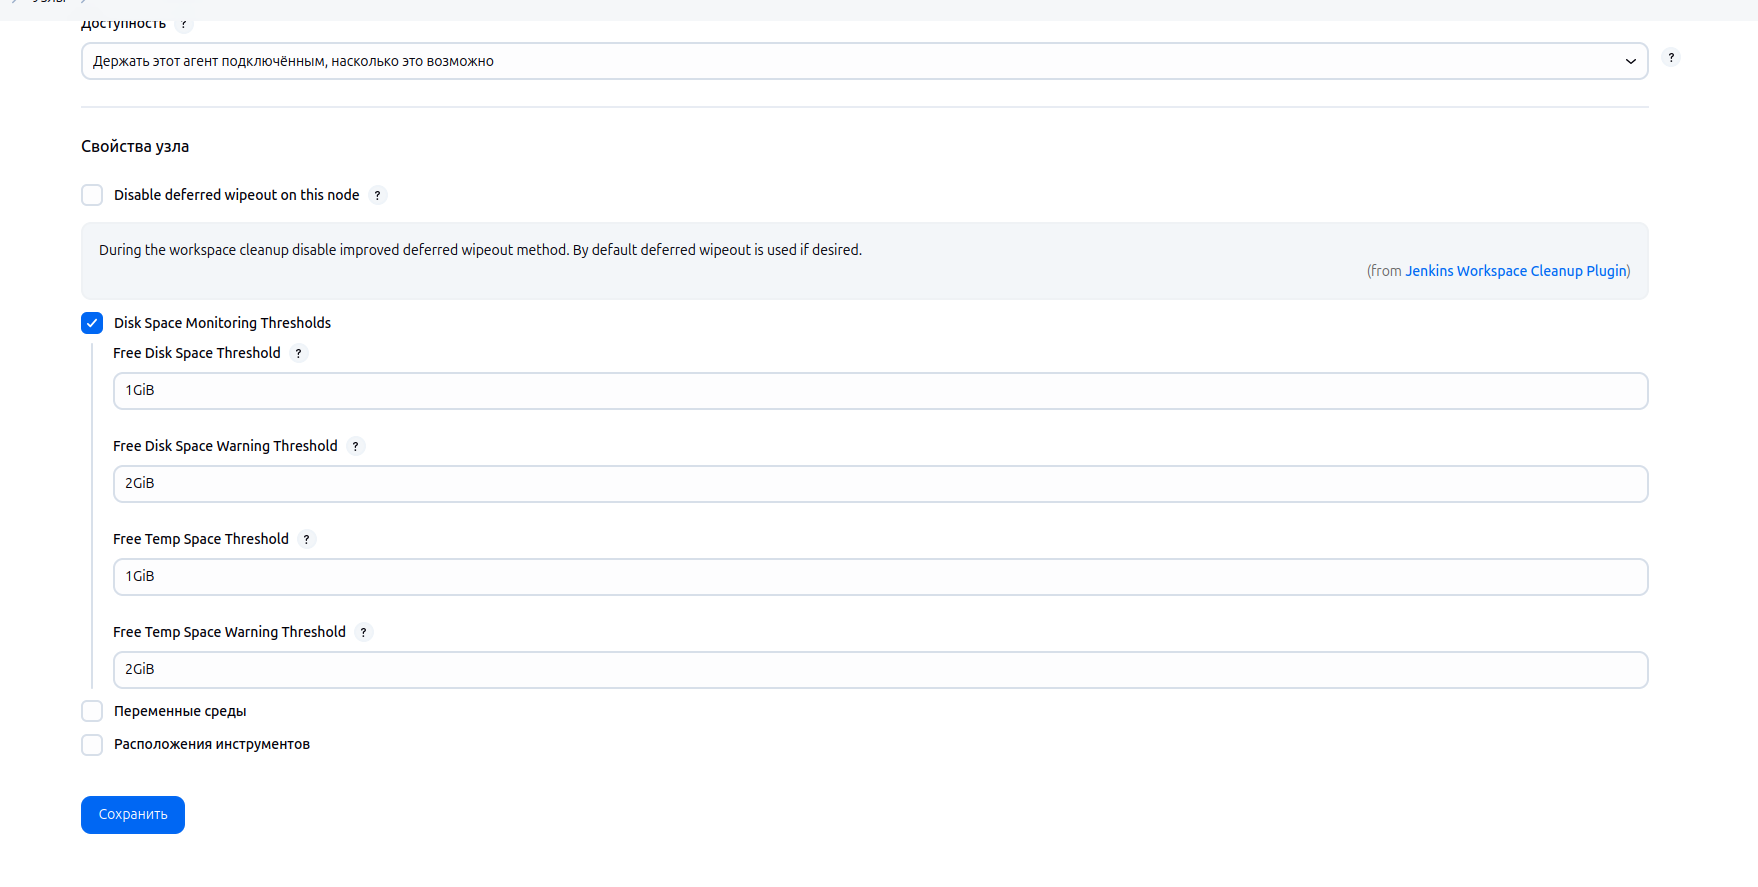 Узлы
Доступность ?
Держать этот агент подключённым, насколько это возможно
?
Свойства узла
Disable deferred wipeout on this node ?
During the workspace cleanup disable improved deferred wipeout method. By default deferred wipeout is used if desired.
(from Jenkins Workspace Cleanup Plugin)
Disk Space Monitoring Thresholds
Free Disk Space Threshold ?
1GiB
Free Disk Space Warning Threshold ?
2GiB
Free Temp Space Threshold ?
1GiB
Free Temp Space Warning Threshold ?
2GiB
Переменные среды
Расположения инструментов
Сохранить